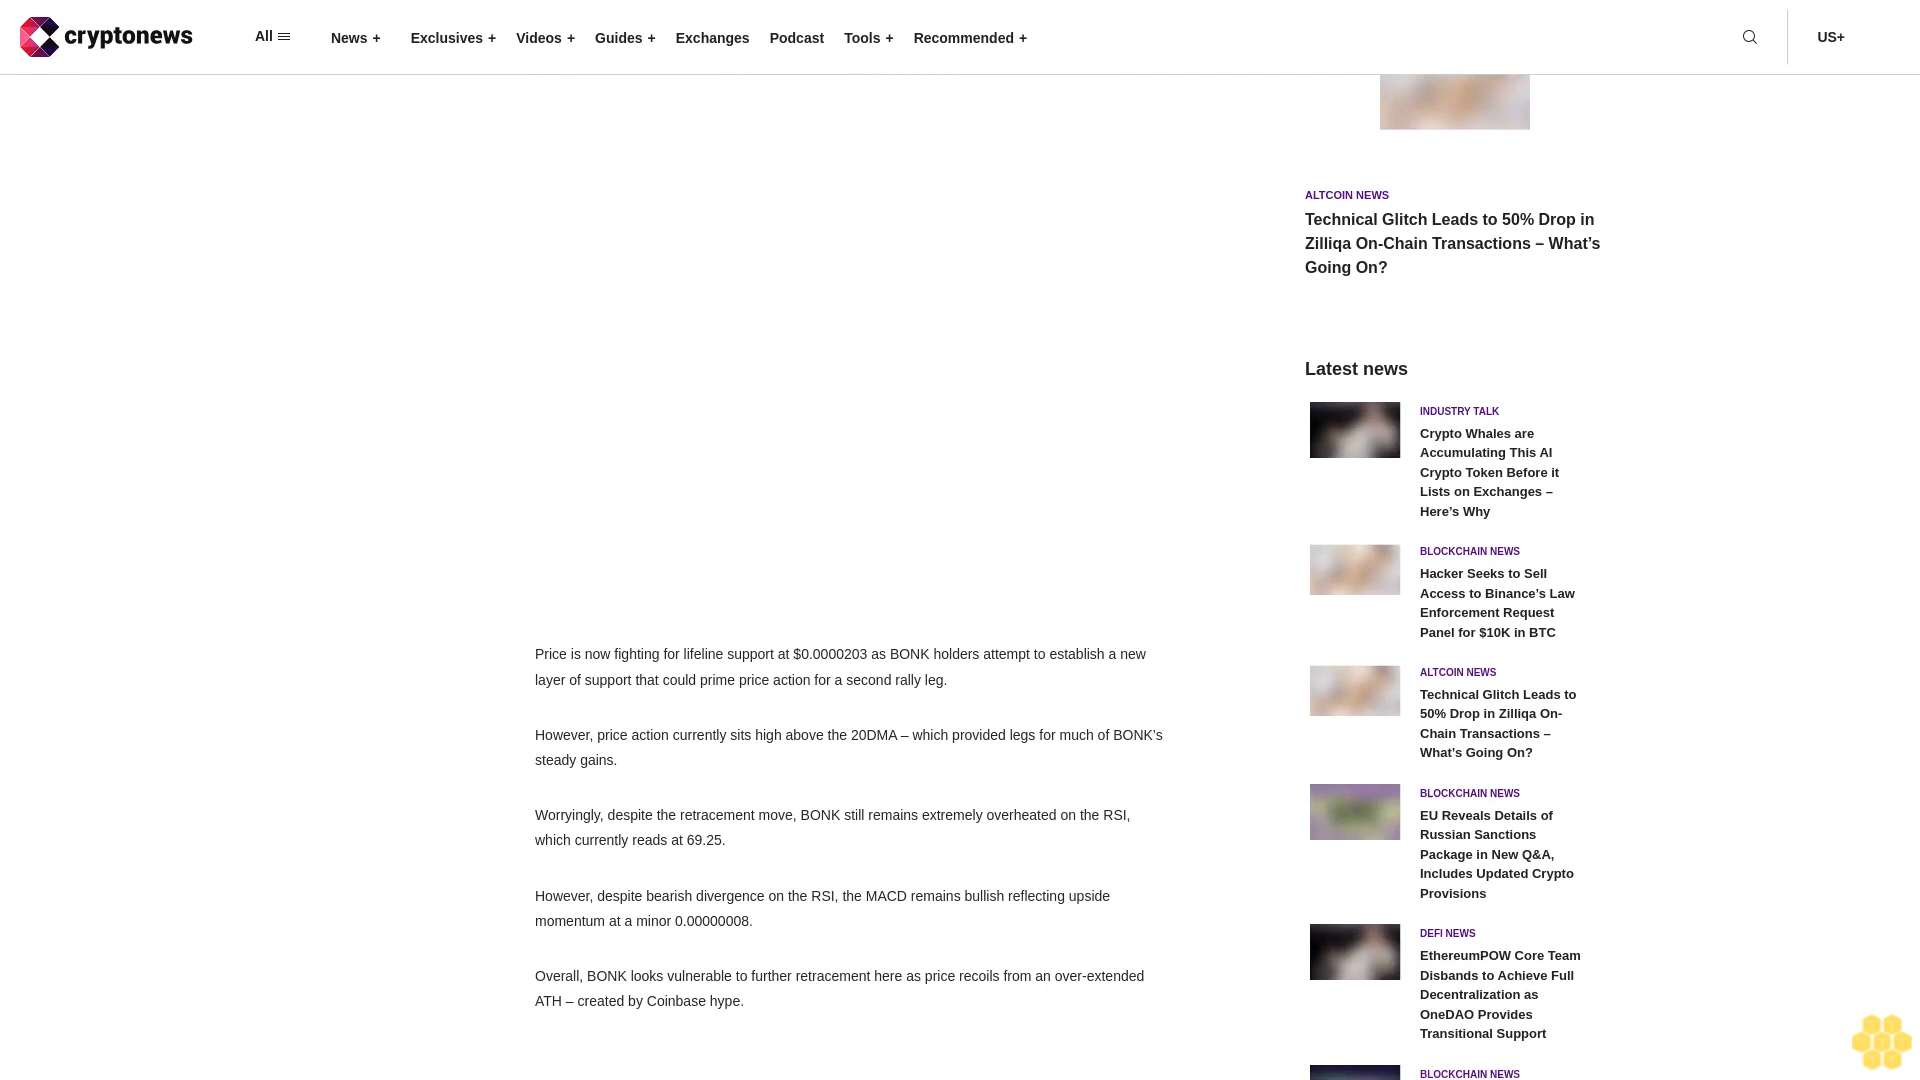 cryptonews
All
News +
Exclusives +
Videos +
Guides +
Exchanges
Podcast
Tools +
Recommended +
US+
Price is now fighting for lifeline support at $0.0000203 as BONK holders attempt to establish a new
layer of support that could prime price action for a second rally leg.
However, price action currently sits high above the 20DMA – which provided legs for much of BONK’s
steady gains.
Worryingly, despite the retracement move, BONK still remains extremely overheated on the RSI,
which currently reads at 69.25.
However, despite bearish divergence on the RSI, the MACD remains bullish reflecting upside
momentum at a minor 0.00000008.
Overall, BONK looks vulnerable to further retracement here as price recoils from an over-extended
ATH – created by Coinbase hype.
ALTCOIN NEWS
Technical Glitch Leads to 50% Drop in
Zilliqa On-Chain Transactions – What’s
Going On?
Latest news
INDUSTRY TALK
Crypto Whales are
Accumulating This AI
Crypto Token Before it
Lists on Exchanges –
Here’s Why
BLOCKCHAIN NEWS
Hacker Seeks to Sell
Access to Binance’s Law
Enforcement Request
Panel for $10K in BTC
ALTCOIN NEWS
Technical Glitch Leads to
50% Drop in Zilliqa On-
Chain Transactions –
What’s Going On?
BLOCKCHAIN NEWS
EU Reveals Details of
Russian Sanctions
Package in New Q&A,
Includes Updated Crypto
Provisions
DEFI NEWS
EthereumPOW Core Team
Disbands to Achieve Full
Decentralization as
OneDAO Provides
Transitional Support
BLOCKCHAIN NEWS